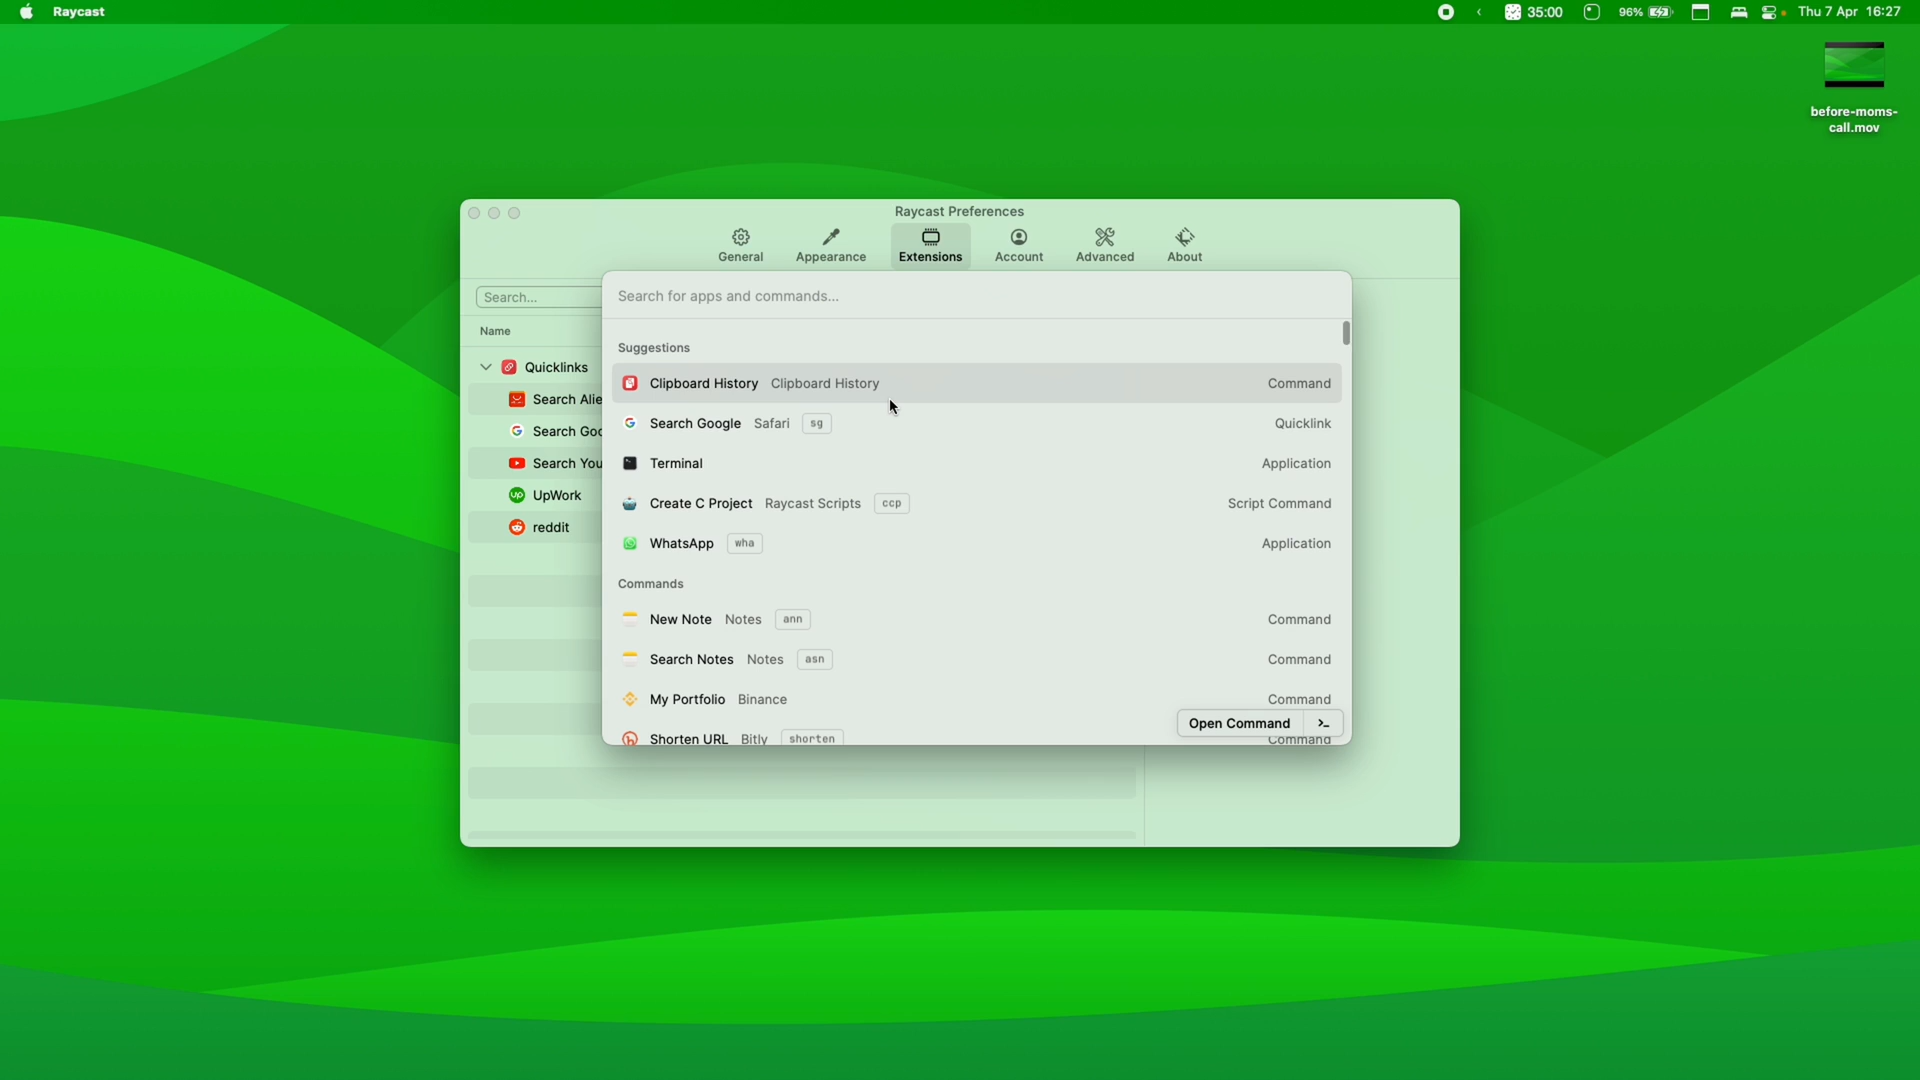 Raycast
35:00
96%
Thu 7 Apr 16:27
before-moms-
call.mov
Raycast Preferences
General
Appearance
Extensions
Account
Advanced
About
Search...
Name
Quicklinks
Search Alie
Search Goo
Search You
UpWork
reddit
Search for apps and commands...
Suggestions
Clipboard History Clipboard History Command
Search Google Safari sg Quicklink
Terminal Application
Create C Project Raycast Scripts ccp Script Command
WhatsApp wha Application
Commands
New Note Notes ann Command
Search Notes Notes asn Command
My Portfolio Binance Command
Open Command
Shorten URL Bitly shorten Command